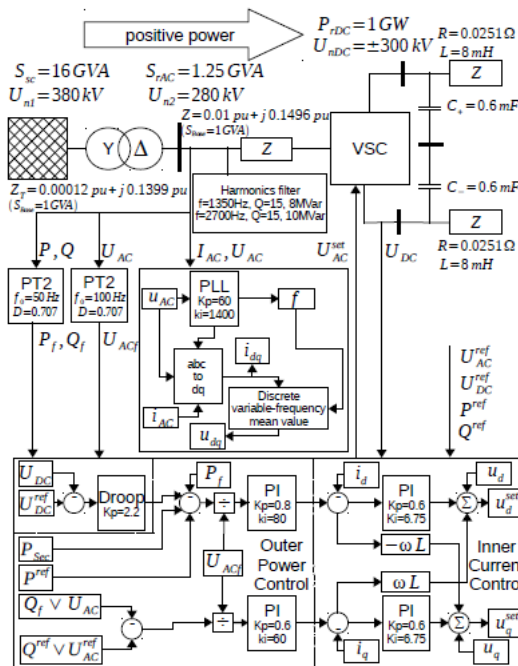 positive power
P_rDC = 1 GW
U_nDC = ±300 kV
R = 0.0251 Ω
L = 8 mH
S_sc = 16 GVA
S_rAC = 1.25 GVA
U_n1 = 380 kV
U_n2 = 280 kV
Z = 0.01 pu + j 0.1496 pu
(S_Base = 1 GVA)
Z
C_+ = 0.6 mF
Y
Δ
Z
VSC
Z_T = 0.00012 pu + j 0.1399 pu
(S_Base = 1 GVA)
Harmonics filter
f=1350Hz, Q=15, 8MVar
f=2700Hz, Q=15, 10MVar
C_− = 0.6 mF
Z
R = 0.0251 Ω
L = 8 mH
P, Q
U_AC
I_AC, U_AC
U_AC^set
U_DC
PT2
f_0=50 Hz
D=0.707
PT2
f_0=100 Hz
D=0.707
u_AC
PLL
Kp=60
ki=1400
f
P_f, Q_f
U_ACf
abc
to
dq
i_dq
i_AC
Discrete
variable-frequency
mean value
u_dq
U_AC^ref
U_DC^ref
P^ref
Q^ref
U_DC
U_DC^ref
−
Droop
Kp=2.2
P_f
−
÷
PI
Kp=0.8
ki=80
i_d
−
PI
Kp=0.6
ki=6.75
Σ
u_d
u_d^set
P_Sec
P^ref
U_ACf
Outer
Power
Control
−ω L
ω L
Inner
Current
Control
Q_f ∨ U_AC
Q^ref ∨ U_AC^ref
−
÷
PI
Kp=0.6
ki=60
−
i_q
PI
Kp=0.6
ki=6.75
Σ
u_q^set
u_q